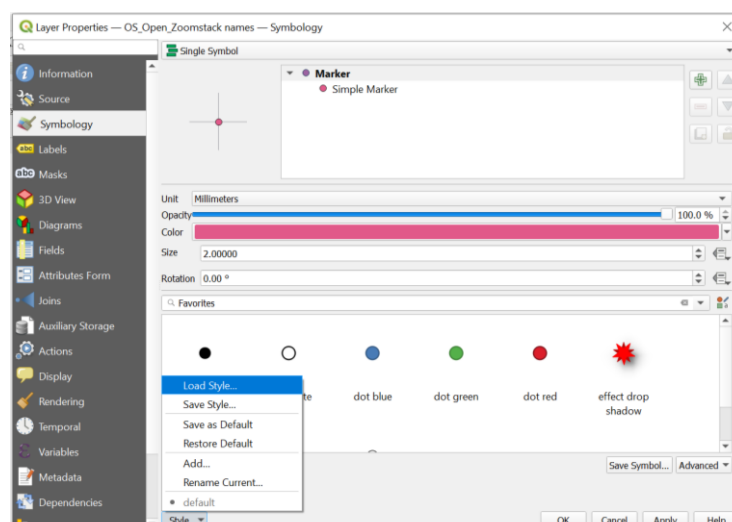 Layer Properties — OS_Open_Zoomstack names — Symbology
Single Symbol
Information
Source
Symbology
Labels
Masks
3D View
Diagrams
Fields
Attributes Form
Joins
Auxiliary Storage
Actions
Display
Rendering
Temporal
Variables
Metadata
Dependencies
Marker
Simple Marker
Unit Millimeters
Opacity 100.0 %
Color
Size 2.00000
Rotation 0.00 °
Favorites
dot blue dot green dot red effect drop
shadow
Load Style...
Save Style...
Save as Default
Restore Default
Add...
Rename Current...
default
Save Symbol... Advanced
Style OK Cancel Apply Help